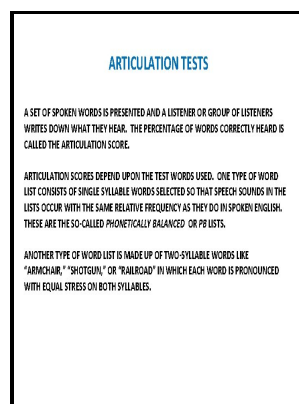 ARTICULATION TESTS
A SET OF SPOKEN WORDS IS PRESENTED AND A LISTENER OR GROUP OF LISTENERS
WRITES DOWN WHAT THEY HEAR. THE PERCENTAGE OF WORDS CORRECTLY HEARD IS
CALLED THE ARTICULATION SCORE.
ARTICULATION SCORES DEPEND UPON THE TEST WORDS USED. ONE TYPE OF WORD
LIST CONSISTS OF SINGLE SYLLABLE WORDS SELECTED SO THAT SPEECH SOUNDS IN THE
LISTS OCCUR WITH THE SAME RELATIVE FREQUENCY AS THEY DO IN SPOKEN ENGLISH.
THESE ARE THE SO-CALLED PHONETICALLY BALANCED OR PB LISTS.
ANOTHER TYPE OF WORD LIST IS MADE UP OF TWO-SYLLABLE WORDS LIKE
“ARMCHAIR,” “SHOTGUN,” OR “RAILROAD” IN WHICH EACH WORD IS PRONOUNCED
WITH EQUAL STRESS ON BOTH SYLLABLES.